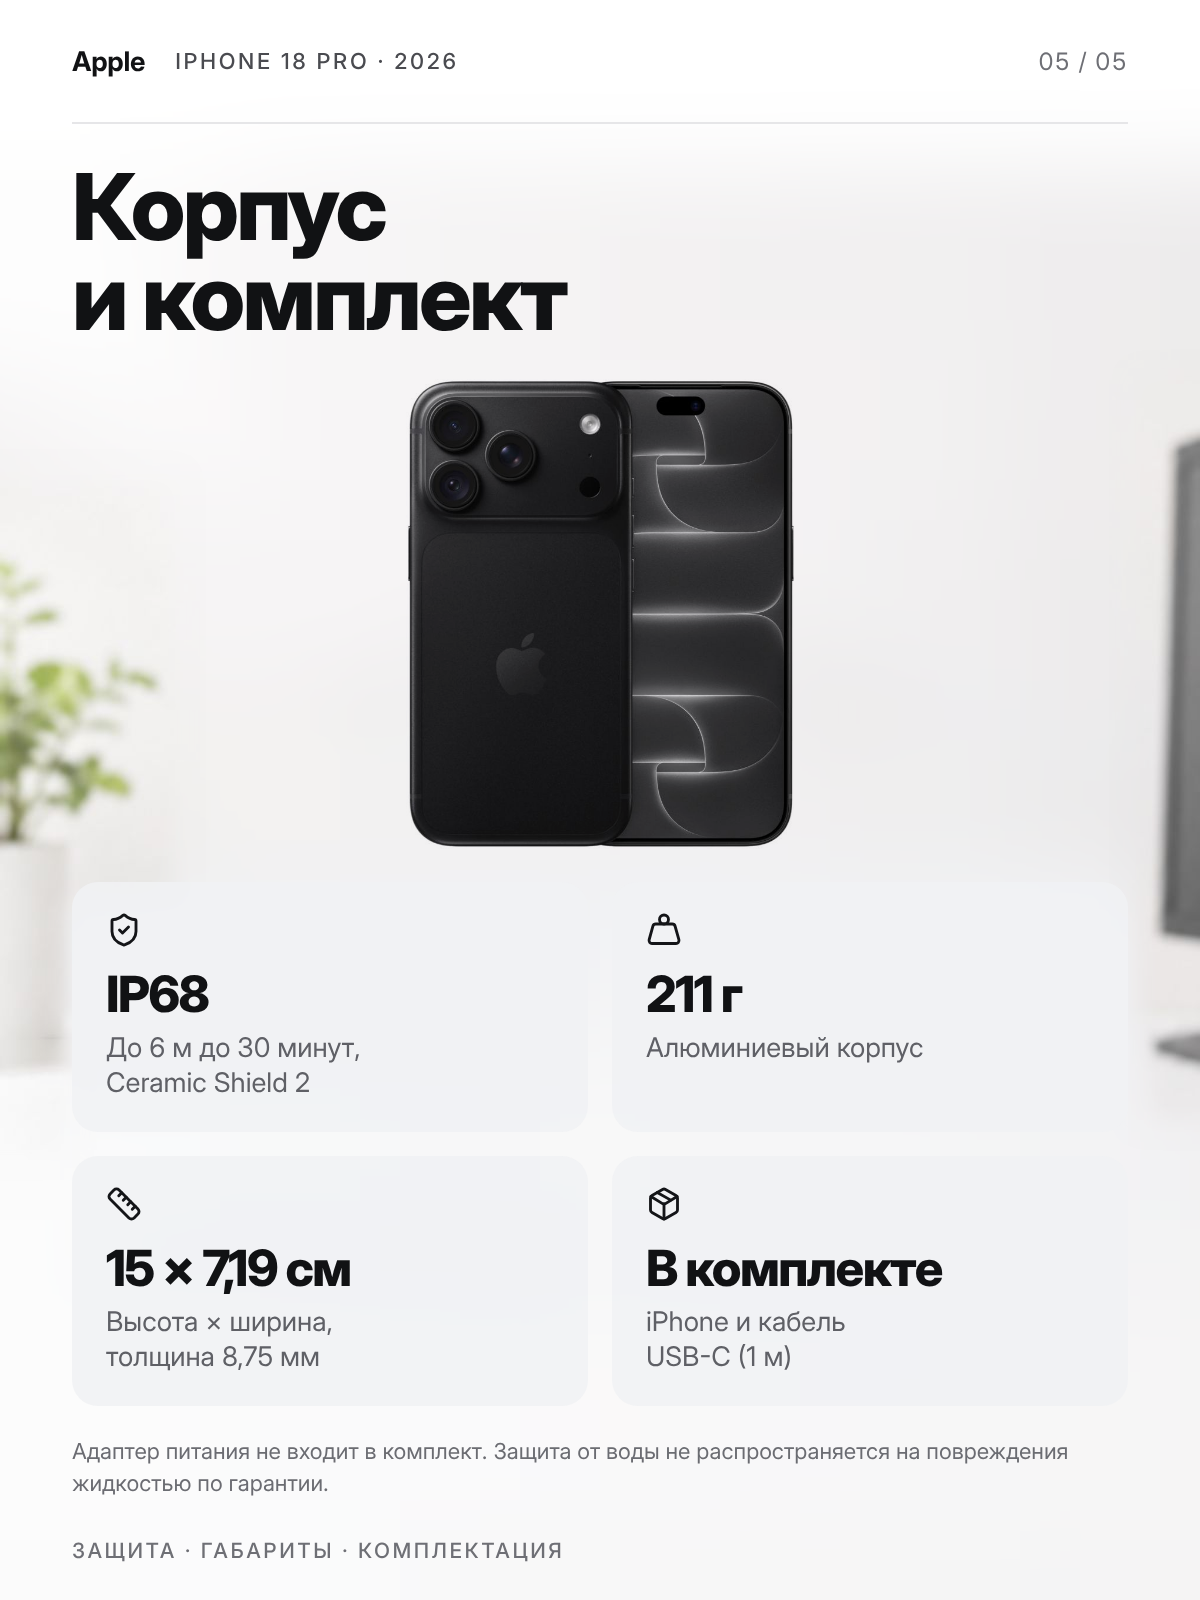 Apple IPHONE 18 PRO · 2026 05 / 05
Корпус
и комплект
IP68
До 6 м до 30 минут,
Ceramic Shield 2
211 г
Алюминиевый корпус
15 × 7,19 см
Высота × ширина,
толщина 8,75 мм
В комплекте
iPhone и кабель
USB-C (1 м)
Адаптер питания не входит в комплект. Защита от воды не распространяется на повреждения
жидкостью по гарантии.
ЗАЩИТА · ГАБАРИТЫ · КОМПЛЕКТАЦИЯ